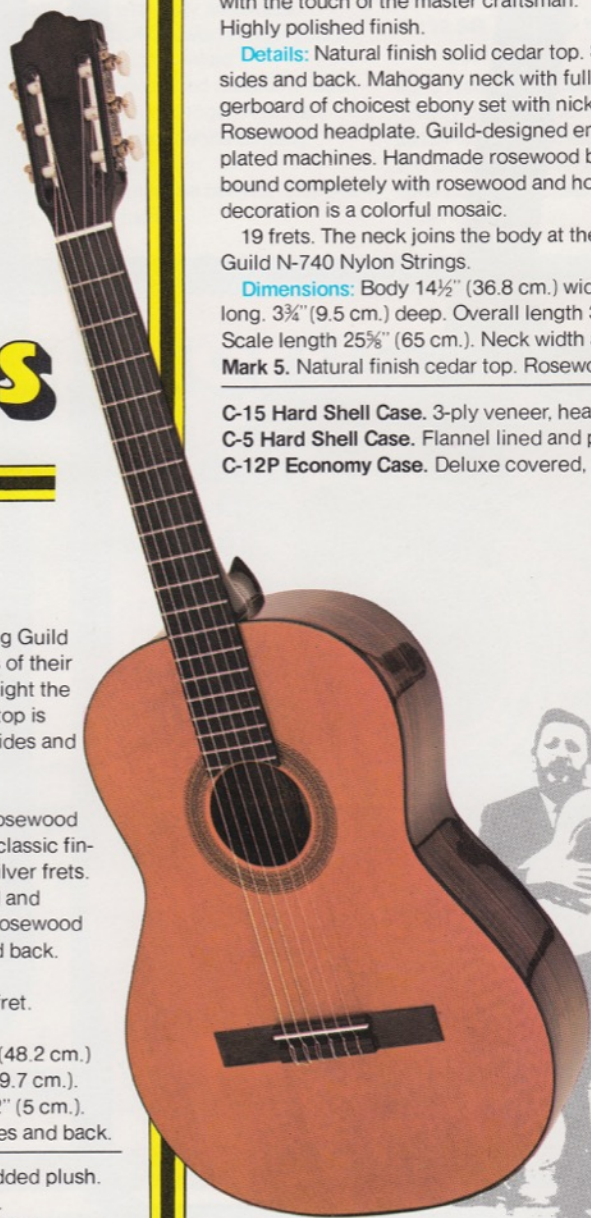 with the touch of the master craftsman.
Highly polished finish.
Details: Natural finish solid cedar top.
sides and back. Mahogany neck with full
gerboard of choicest ebony set with nick
Rosewood headplate. Guild-designed en
plated machines. Handmade rosewood b
bound completely with rosewood and ho
decoration is a colorful mosaic.
19 frets. The neck joins the body at the
Guild N-740 Nylon Strings.
Dimensions: Body 14½" (36.8 cm.) wid
long. 3¾" (9.5 cm.) deep. Overall length 3
Scale length 25⅝" (65 cm.). Neck width
Mark 5. Natural finish cedar top. Rosewo
C-15 Hard Shell Case. 3-ply veneer, hea
C-5 Hard Shell Case. Flannel lined and p
C-12P Economy Case. Deluxe covered,
s
g Guild
of their
ight the
top is
ides and
osewood
classic fin-
ilver frets.
and
osewood
d back.
ret.
(48.2 cm.)
9.7 cm.).
" (5 cm.).
es and back.
dded plush.